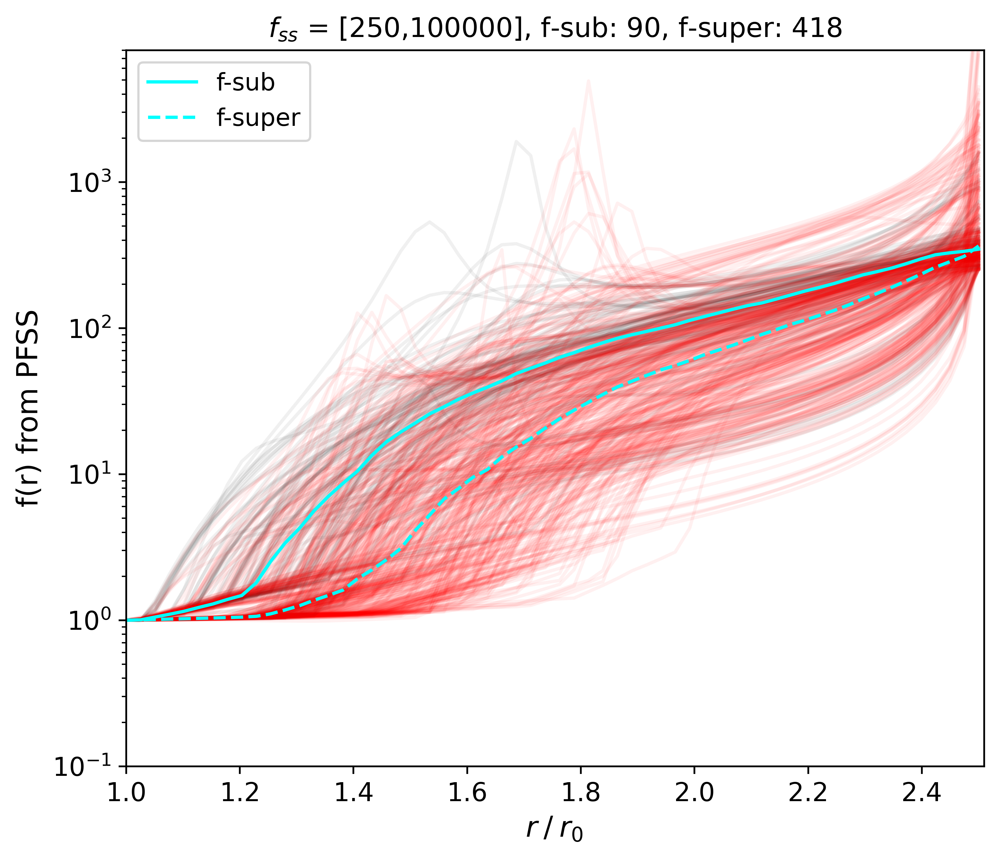 f_ss = [250,100000], f-sub: 90, f-super: 418
f-sub
f-super
f(r) from PFSS
10^3
10^2
10^1
10^0
10^−1
1.0 1.2 1.4 1.6 1.8 2.0 2.2 2.4
r / r_0